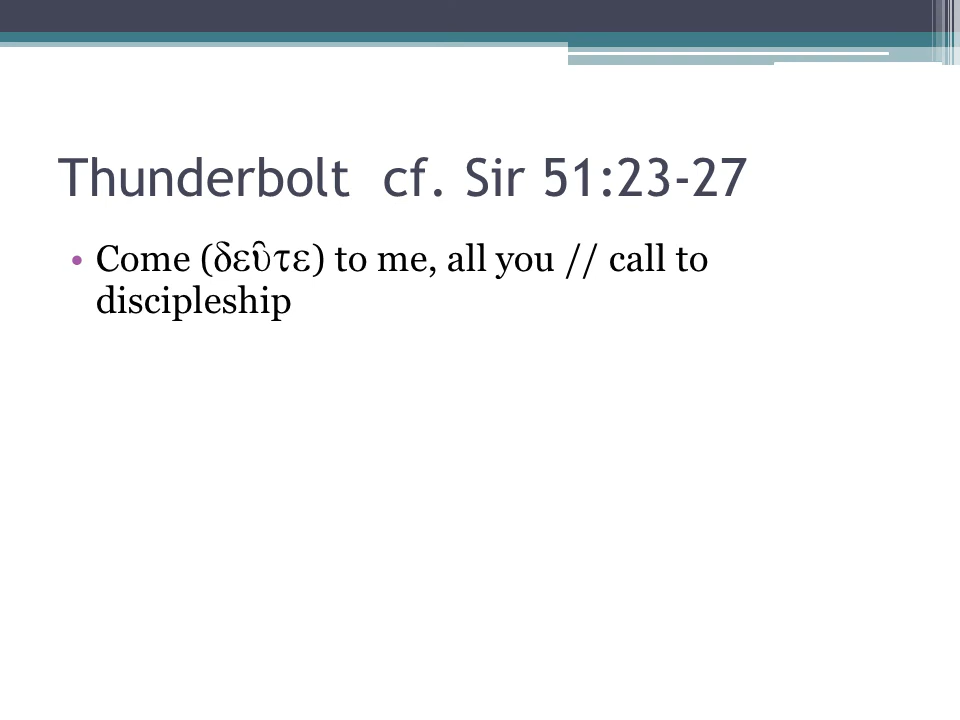 Thunderbolt cf. Sir 51:23-27
• Come (δεῦτε) to me, all you // call to
discipleship